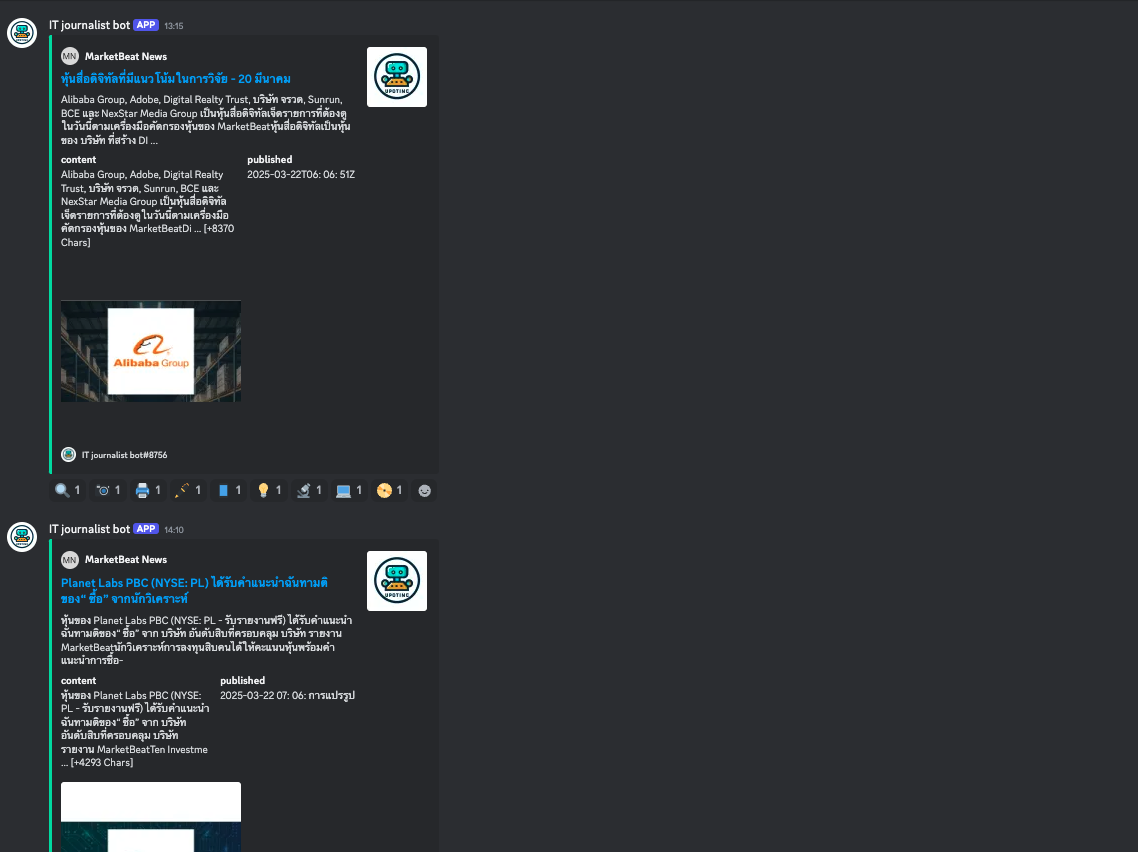 IT journalist bot APP 13:15
MN MarketBeat News
หุ้นสื่อดิจิทัลที่มีแนวโน้มในการวิจัย - 20 มีนาคม
UPDTING
Alibaba Group, Adobe, Digital Realty Trust, บริษัท จรวด, Sunrun,
BCE และ NexStar Media Group เป็นหุ้นสื่อดิจิทัลเจ็ดรายการที่ต้องดู
ในวันนี้ตามเครื่องมือคัดกรองหุ้นของ MarketBeatหุ้นสื่อดิจิทัลเป็นหุ้น
ของ บริษัท ที่สร้าง DI ...
content
Alibaba Group, Adobe, Digital Realty
Trust, บริษัท จรวด, Sunrun, BCE และ
NexStar Media Group เป็นหุ้นสื่อดิจิทัล
เจ็ดรายการที่ต้องดู ในวันนี้ตามเครื่องมือ
คัดกรองหุ้นของ MarketBeatDi ... [+8370
Chars]
published
2025-03-22T06: 06: 51Z
Alibaba Group
IT journalist bot#8756
1 1 1 1 1 1 1 1 1
IT journalist bot APP 14:10
MN MarketBeat News
Planet Labs PBC (NYSE: PL) ได้รับคำแนะนำฉันทามติ
ของ“ ซื้อ” จากนักวิเคราะห์
UPDTING
หุ้นของ Planet Labs PBC (NYSE: PL - รับรายงานฟรี) ได้รับคำแนะนำ
ฉันทามติของ“ ซื้อ” จาก บริษัท อันดับสิบที่ครอบคลุม บริษัท รายงาน
MarketBeatนักวิเคราะห์การลงทุนสิบคนได้ให้คะแนนหุ้นพร้อมคำ
แนะนำการซื้อ-
content
หุ้นของ Planet Labs PBC (NYSE:
PL - รับรายงานฟรี) ได้รับคำแนะนำ
ฉันทามติของ“ ซื้อ” จาก บริษัท
อันดับสิบที่ครอบคลุม บริษัท
รายงาน MarketBeatTen Investme
... [+4293 Chars]
published
2025-03-22 07: 06: การแปรรูป